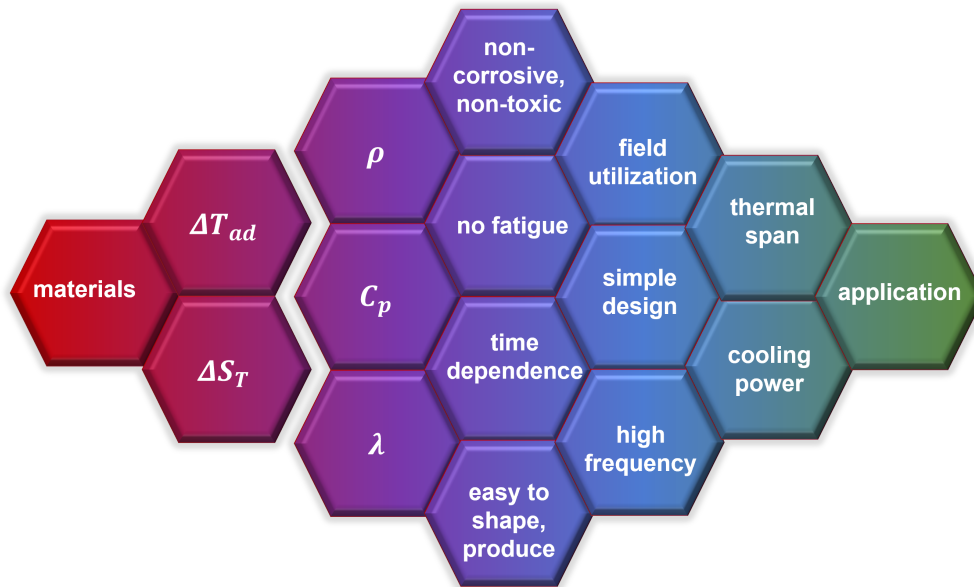 materials
ΔT_ad
ΔS_T
ρ
C_p
λ
non-
corrosive,
non-toxic
no fatigue
time
dependence
easy to
shape,
produce
field
utilization
simple
design
high
frequency
thermal
span
cooling
power
application